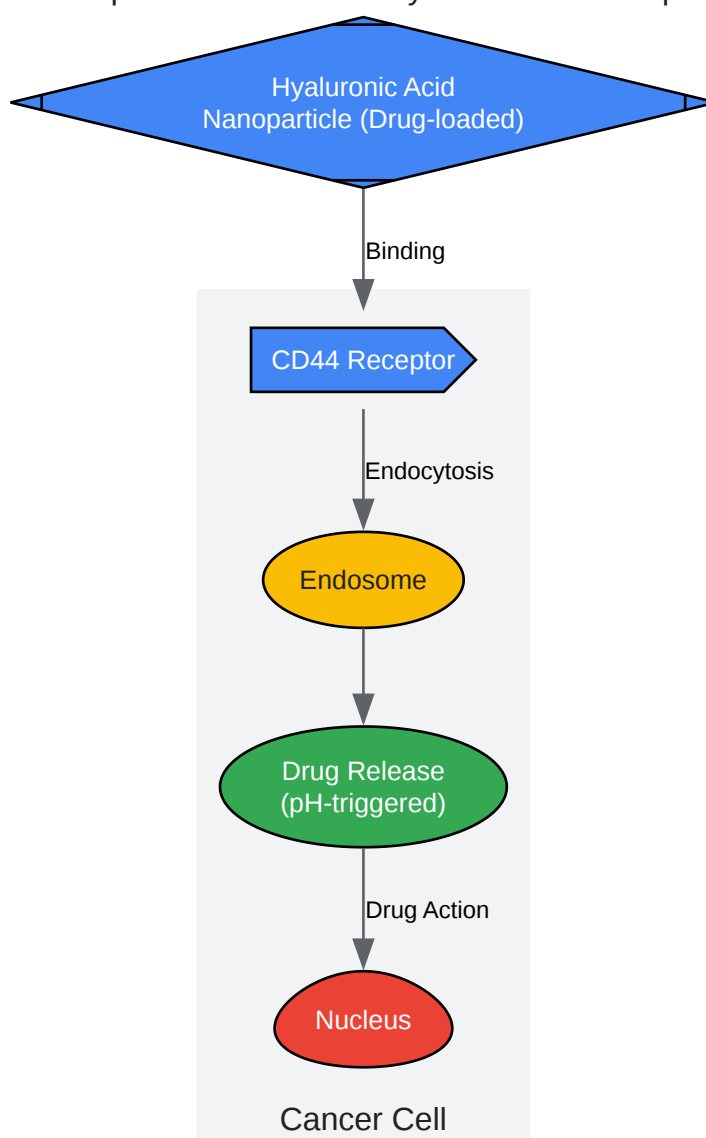 Hyaluronic Acid
Nanoparticle (Drug-loaded)
Binding
CD44 Receptor
Endocytosis
Endosome
Drug Release
(pH-triggered)
Drug Action
Nucleus
Cancer Cell